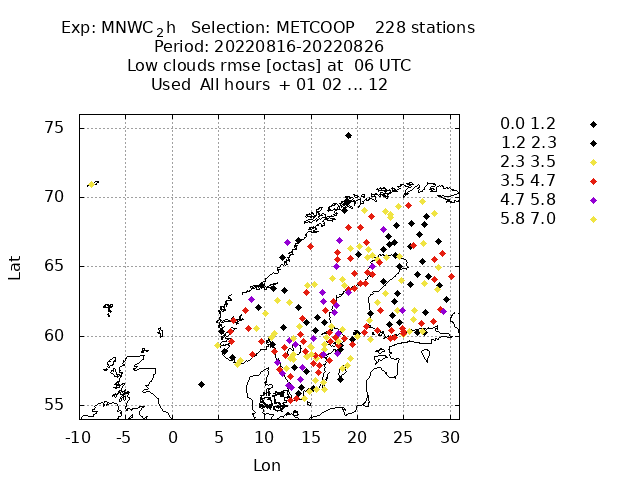 Exp: MNWC₂h Selection: METCOOP 228 stations
Period: 20220816-20220826
Low clouds rmse [octas] at 06 UTC
Used All hours + 01 02 ... 12
0.0 1.2
1.2 2.3
2.3 3.5
3.5 4.7
4.7 5.8
5.8 7.0
75
70
65
60
55
Lat
-10 -5 0 5 10 15 20 25 30
Lon